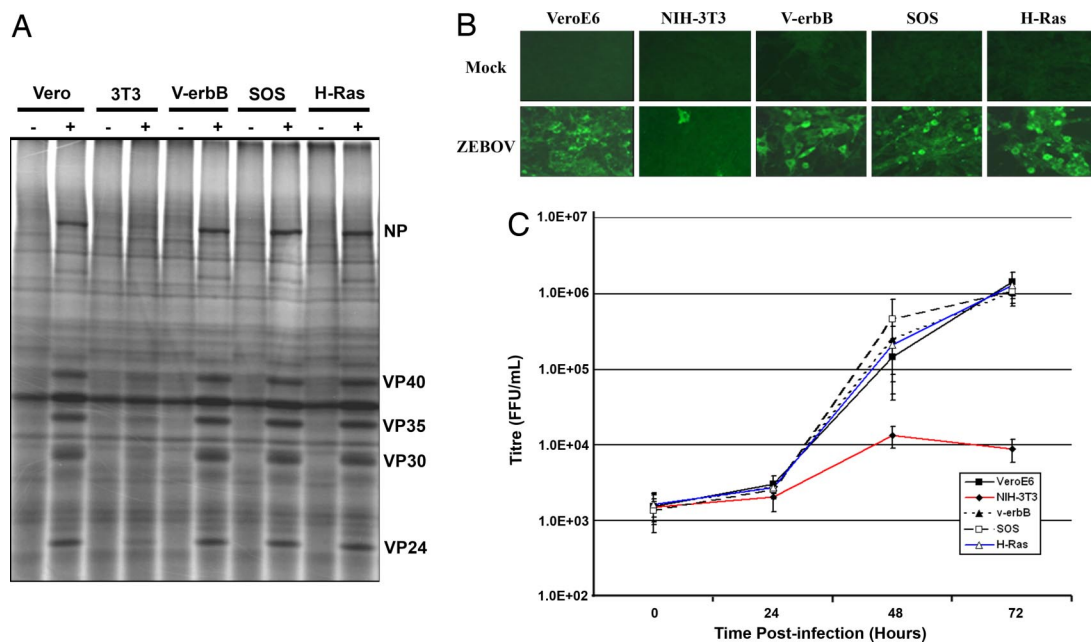 A
Vero 3T3 V-erbB SOS H-Ras
- + - + - + - + - +
NP
VP40
VP35
VP30
VP24
B
VeroE6 NIH-3T3 V-erbB SOS H-Ras
Mock
ZEBOV
C
1.0E+07
1.0E+06
1.0E+05
1.0E+04
1.0E+03
1.0E+02
Titre (FFU/mL)
0 24 48 72
Time Post-infection (Hours)
VeroE6
NIH-3T3
v-erbB
SOS
H-Ras